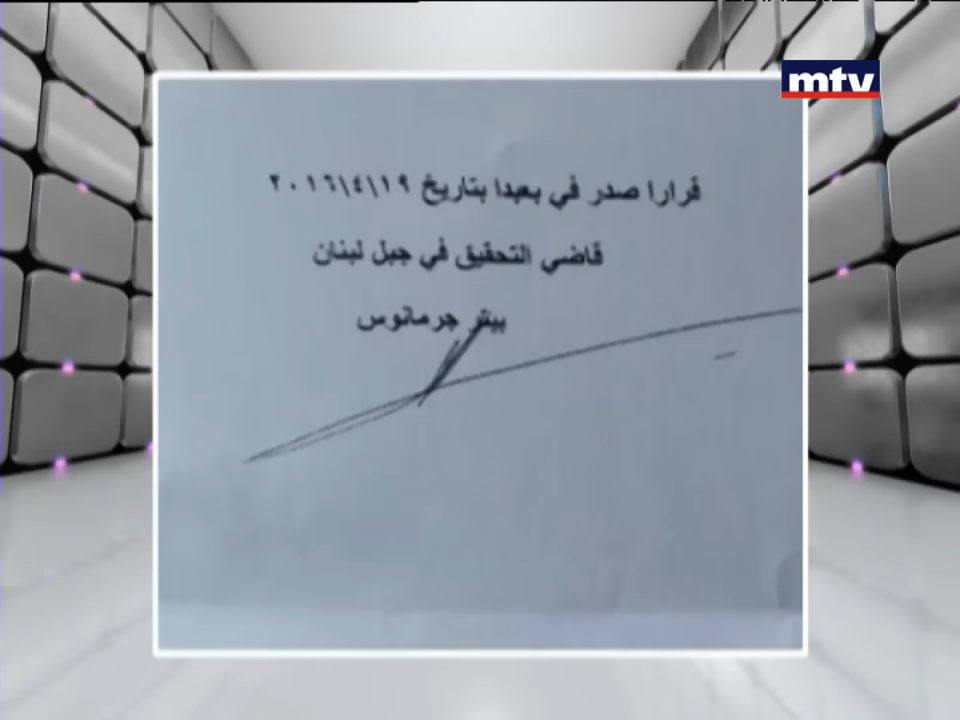 mtv
قرارا صدر في بعبدا بتاريخ ١٩\٤\٢٠١٦
قاضي التحقيق في جبل لبنان
بيتر جرمانوس